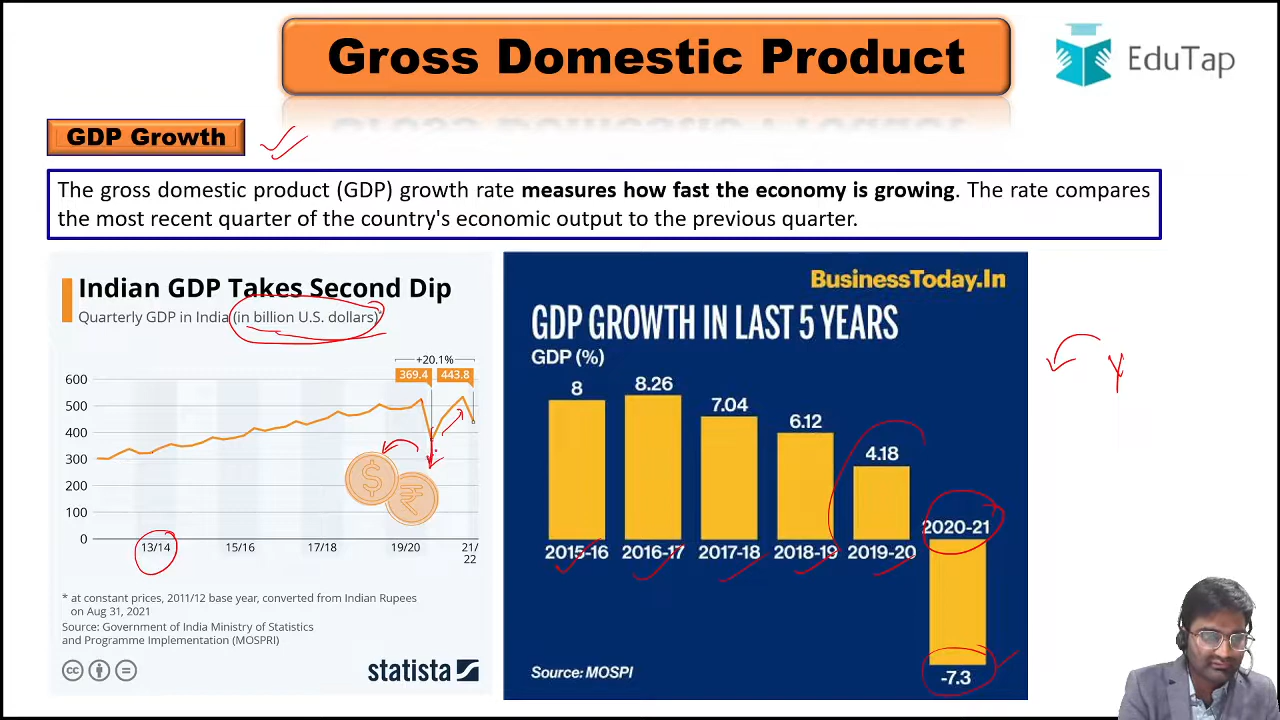 Gross Domestic Product
EduTap
GDP Growth
The gross domestic product (GDP) growth rate measures how fast the economy is growing. The rate compares
the most recent quarter of the country's economic output to the previous quarter.
Indian GDP Takes Second Dip
Quarterly GDP in India (in billion U.S. dollars)*
+20.1%
369.4 443.8
600
500
400
300
200
100
0
13/14 15/16 17/18 19/20 21/
22
* at constant prices, 2011/12 base year, converted from Indian Rupees
on Aug 31, 2021
Source: Government of India Ministry of Statistics
and Programme Implementation (MOSPRI)
statista
BusinessToday.In
GDP GROWTH IN LAST 5 YEARS
GDP (%)
8 8.26 7.04 6.12 4.18
2015-16 2016-17 2017-18 2018-19 2019-20 2020-21
-7.3
Source: MOSPI
Y